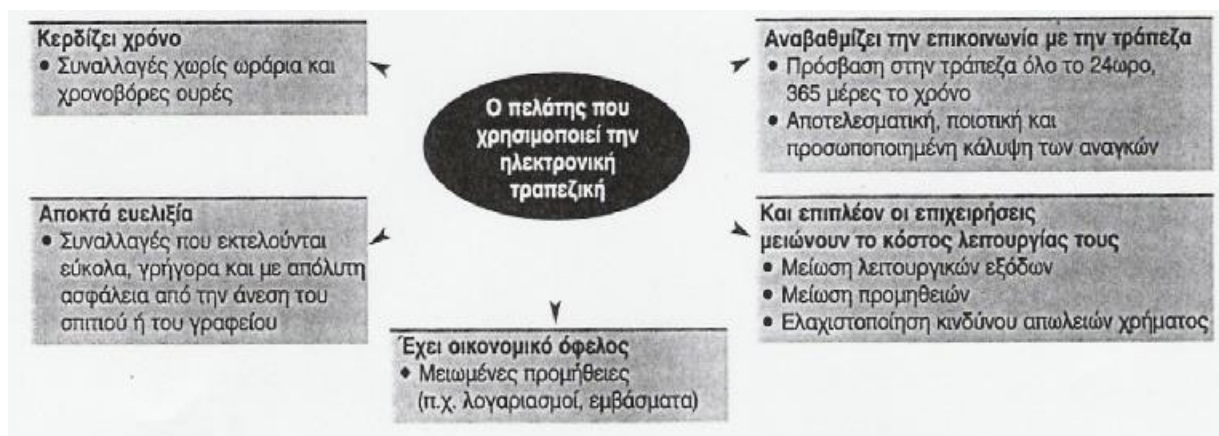 Κερδίζει χρόνο
• Συναλλαγές χωρίς ωράρια και
χρονοβόρες ουρές
Ο πελάτης που
χρησιμοποιεί την
ηλεκτρονική
τραπεζική
Αναβαθμίζει την επικοινωνία με την τράπεζα
• Πρόσβαση στην τράπεζα όλο το 24ωρο,
365 μέρες το χρόνο
• Αποτελεσματική, ποιοτική και
προσωποποιημένη κάλυψη των αναγκών
Αποκτά ευελιξία
• Συναλλαγές που εκτελούνται
εύκολα, γρήγορα και με απόλυτη
ασφάλεια από την άνεση του
σπιτιού ή του γραφείου
Και επιπλέον οι επιχειρήσεις
μειώνουν το κόστος λειτουργίας τους
• Μείωση λειτουργικών εξόδων
• Μείωση προμηθειών
• Ελαχιστοποίηση κινδύνου απωλειών χρήματος
Έχει οικονομικό όφελος
♦ Μειωμένες προμήθειες
(π.χ. λογαριασμοί, εμβάσματα)